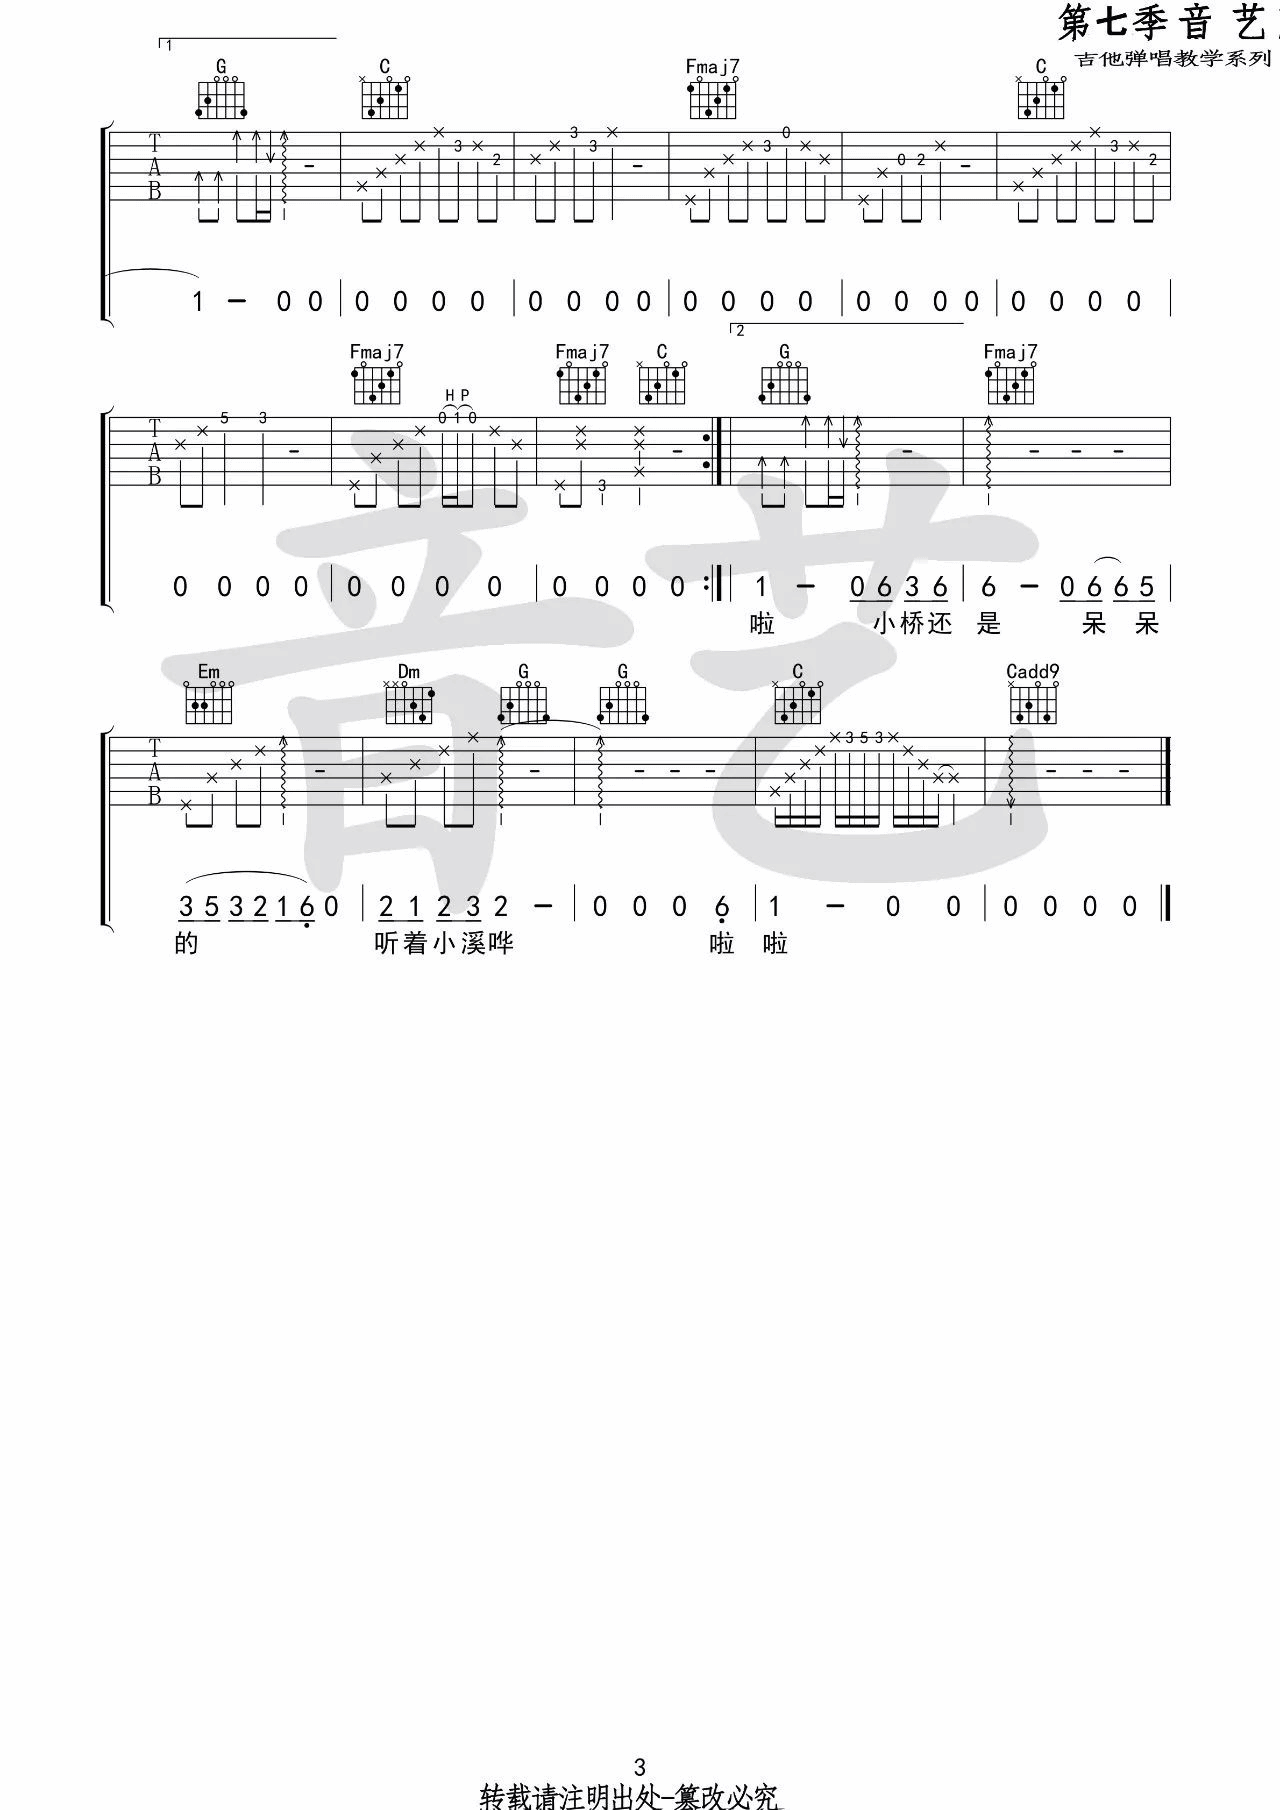 第七季音艺
吉他弹唱教学系列
1
G C Fmaj7 C
T A B 3 2 3 3 3 0 0 2 3 2
1 - 0 0 0 0 0 0 0 0 0 0 0 0 0 0 0 0 0 0 0 0 0 0
2
Fmaj7 Fmaj7 C G Fmaj7
H P
T A B 5 3 0 1 0 3
0 0 0 0 0 0 0 0 0 0 0 0 : 1 - 0 6 3 6 6 - 0 6 6 5
啦 小桥还 是 呆 呆
Em Dm G G C Cadd9
T A B 3 5 3
3 5 3 2 1 6 0 2 1 2 3 2 - 0 0 0 6 1 - 0 0 0 0 0 0
的 听着小溪哗 啦 啦
音艺
3
转载请注明出处-篡改必究